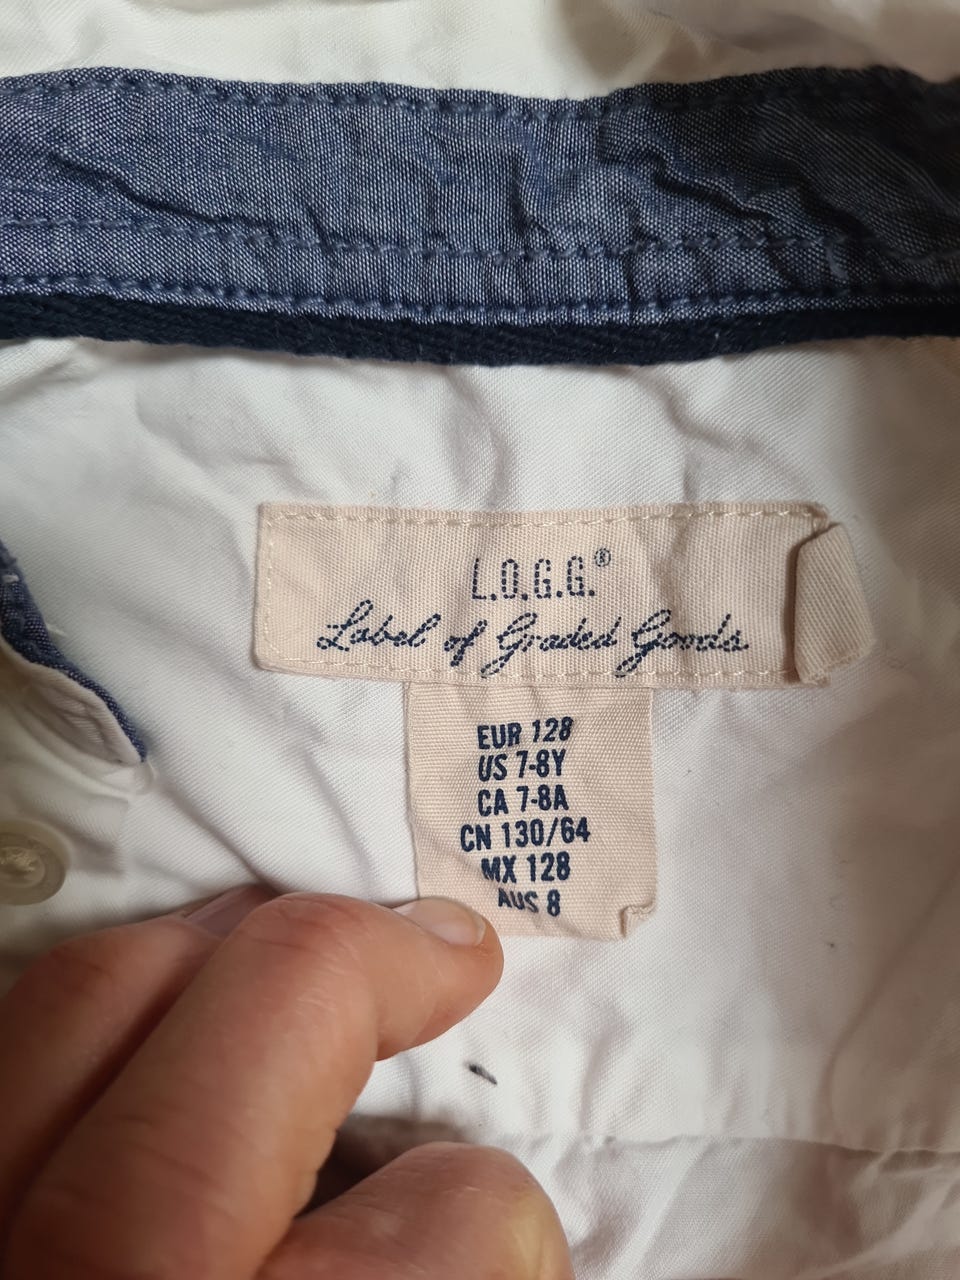 L.O.G.G.®
Label of Graded Goods
EUR 128
US 7-8Y
CA 7-8A
CN 130/64
MX 128
AUS 8